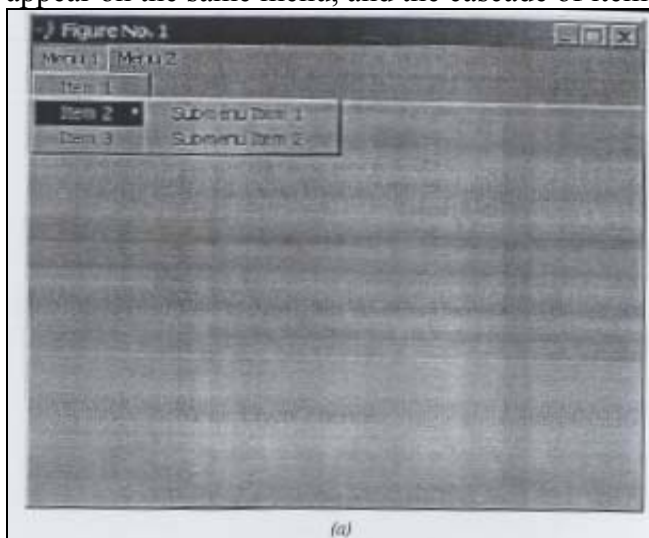 appear on the same menu, and the cascade of item
Figure No. 1
Menu 1 Menu 2
Item 1
Item 2
Submenu Item 1
Item 3
Submenu Item 2
(a)